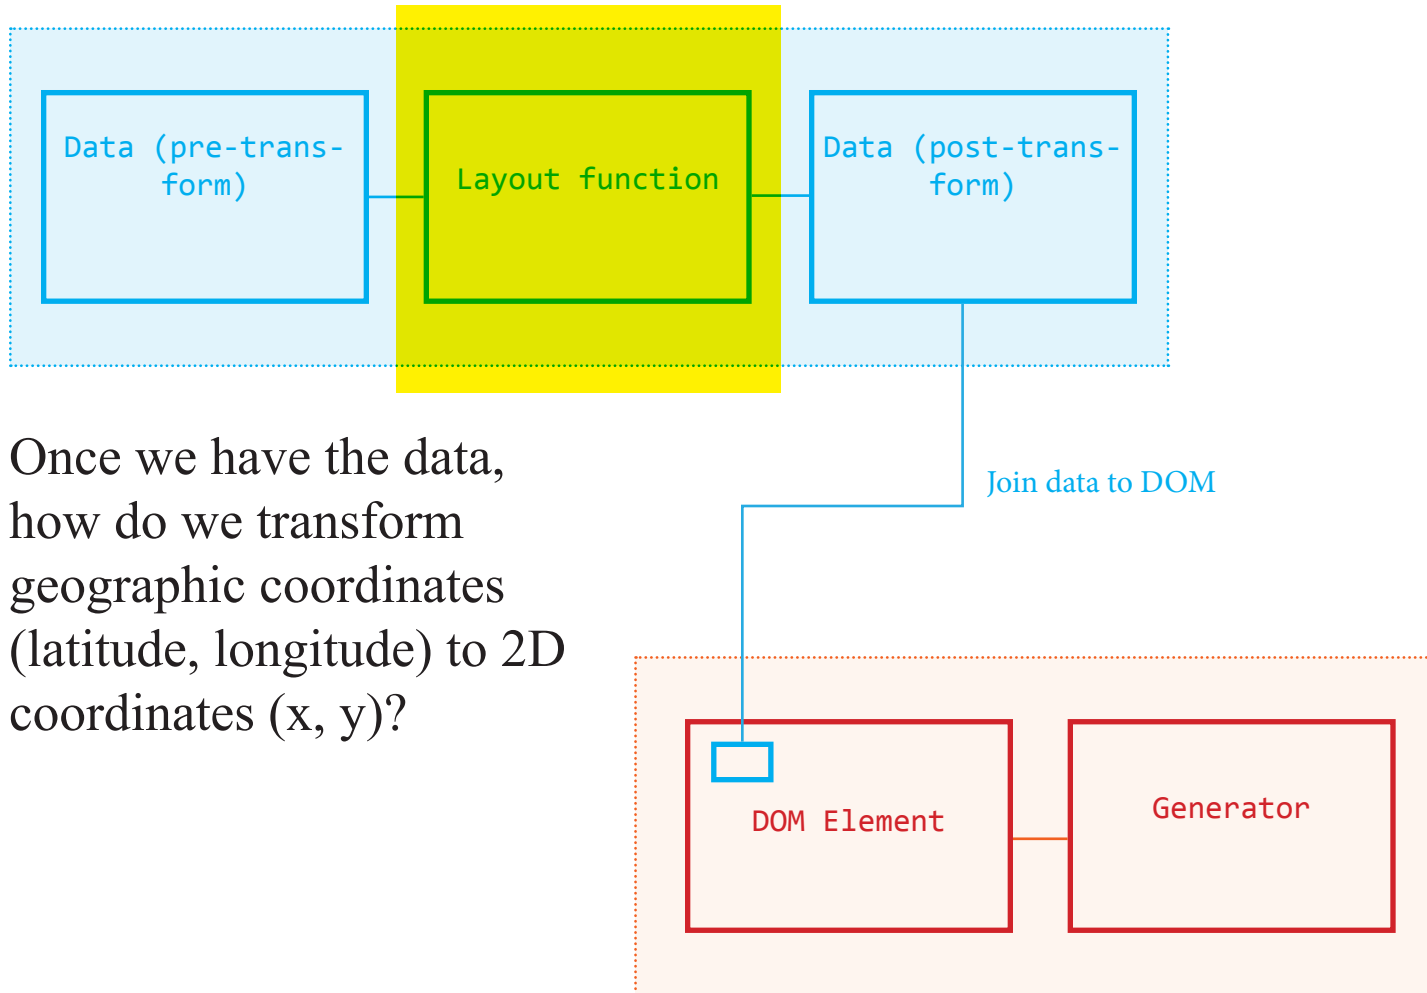 Data (pre-trans-
form)
Layout function
Data (post-trans-
form)
Once we have the data,
how do we transform
geographic coordinates
(latitude, longitude) to 2D
coordinates (x, y)?
Join data to DOM
DOM Element
Generator